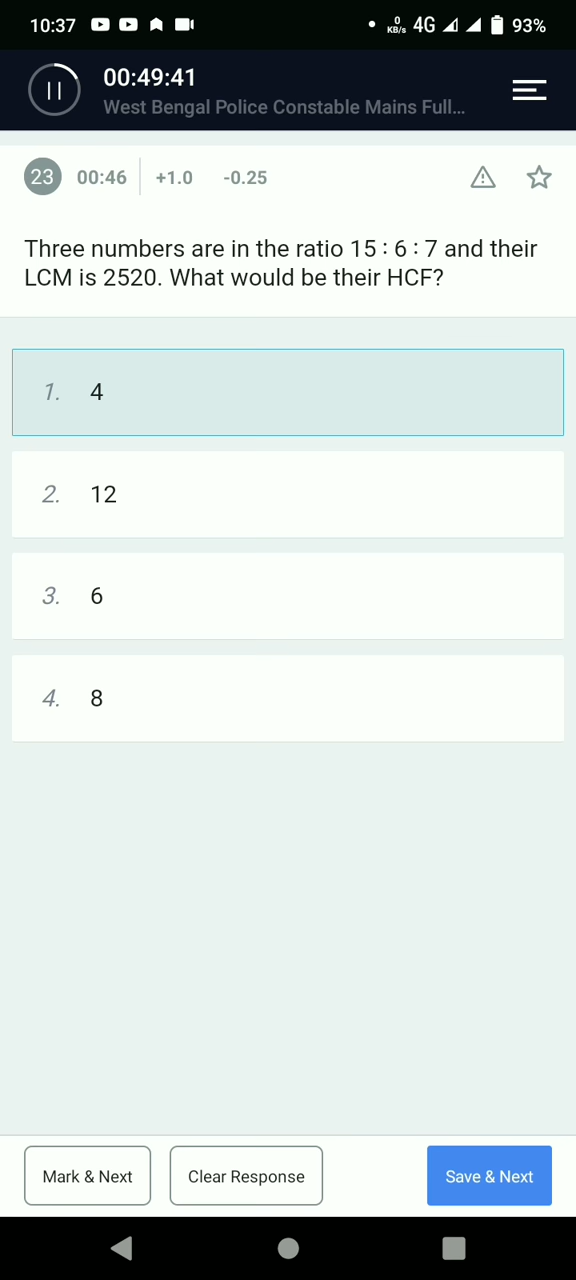 10:37
0 KB/s 4G 93%
00:49:41
West Bengal Police Constable Mains Full...
23 00:46 +1.0 -0.25
Three numbers are in the ratio 15 : 6 : 7 and their
LCM is 2520. What would be their HCF?
1. 4
2. 12
3. 6
4. 8
Mark & Next Clear Response Save & Next